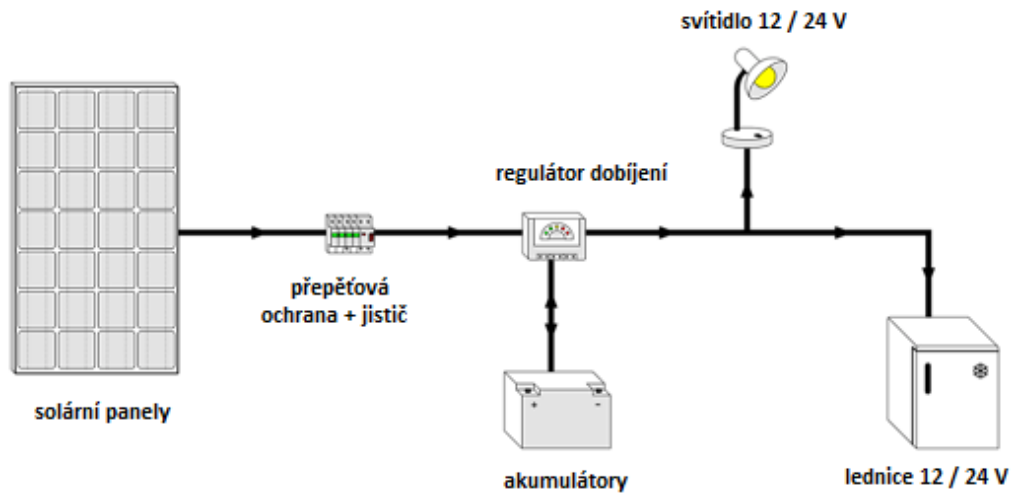 svítidlo 12 / 24 V
regulátor dobíjení
přepěťová
ochrana + jistič
solární panely
+ -
akumulátory
lednice 12 / 24 V